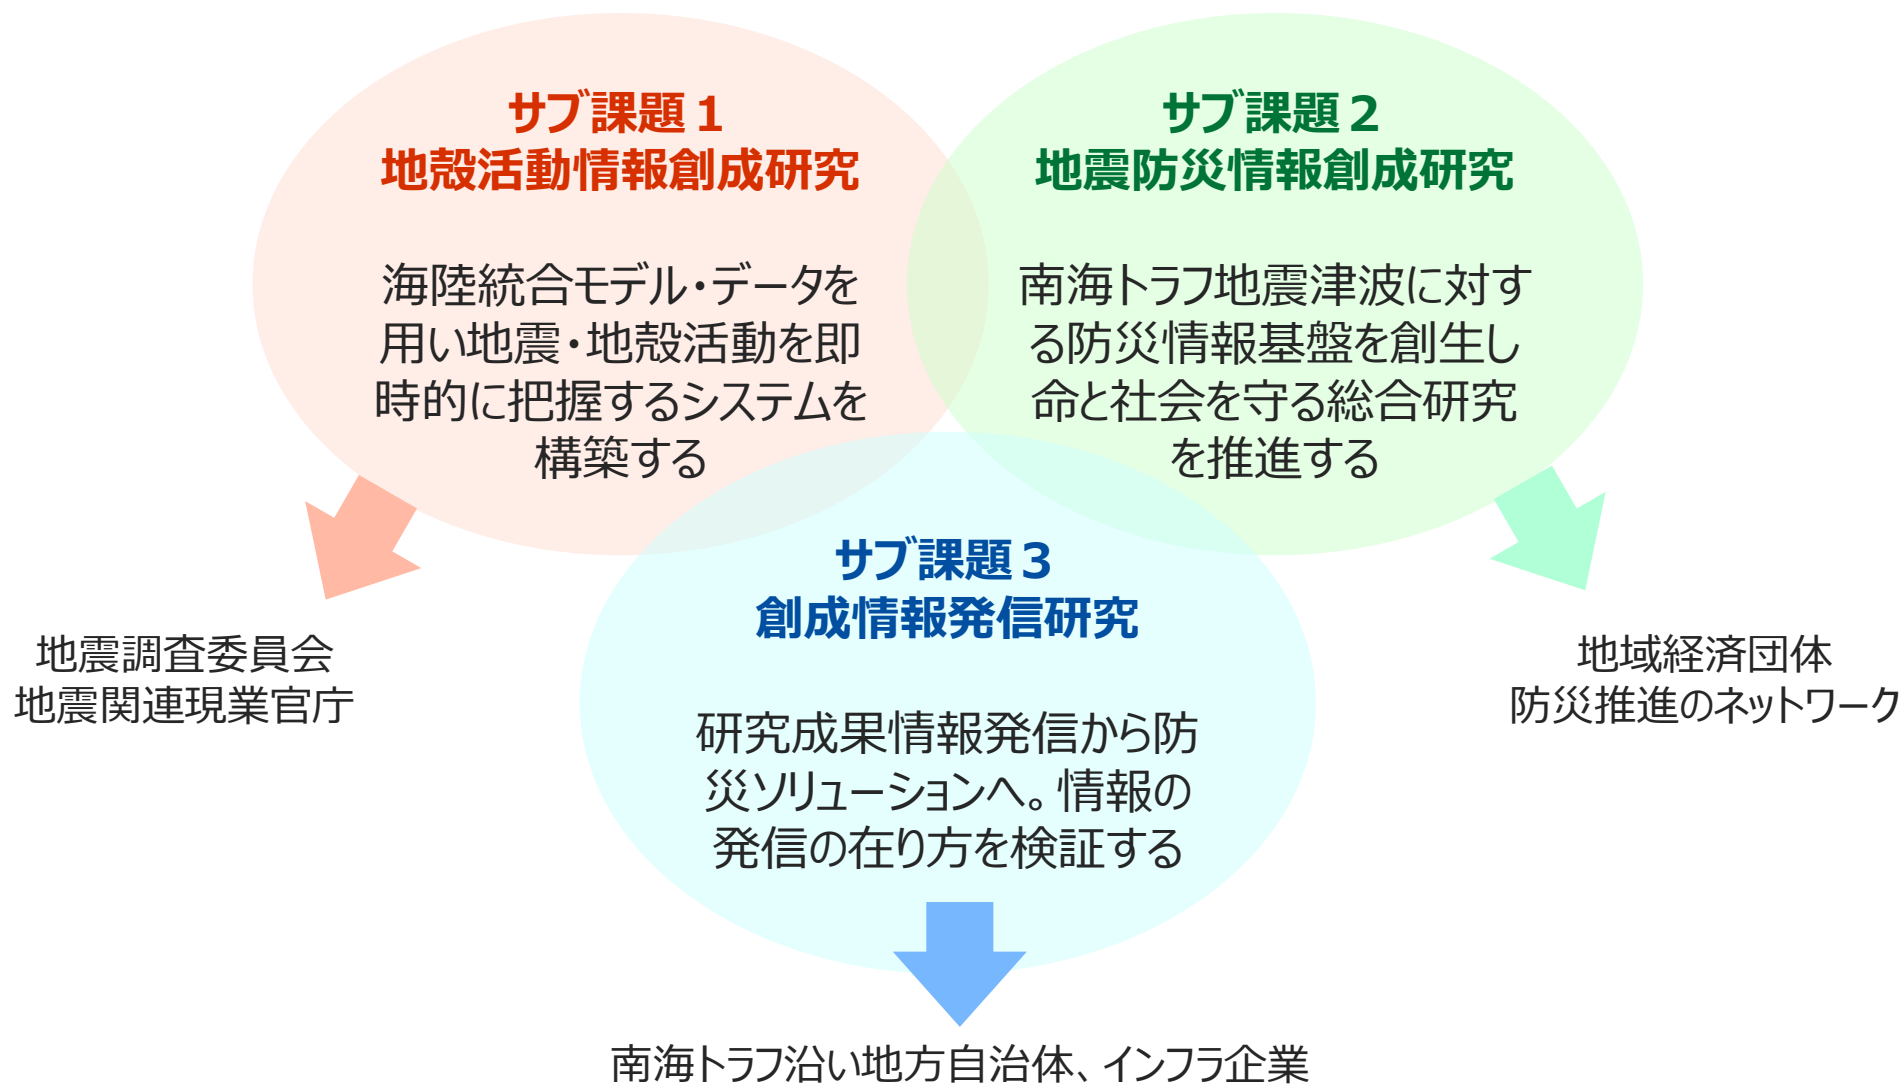 サブ課題1
地殻活動情報創成研究
海陸統合モデル・データを
用い地震・地殻活動を即
時的に把握するシステムを
構築する
サブ課題2
地震防災情報創成研究
南海トラフ地震津波に対す
る防災情報基盤を創生し
命と社会を守る総合研究
を推進する
サブ課題3
創成情報発信研究
研究成果情報発信から防
災ソリューションへ。情報の
発信の在り方を検証する
地震調査委員会
地震関連現業官庁
地域経済団体
防災推進のネットワーク
南海トラフ沿い地方自治体、インフラ企業